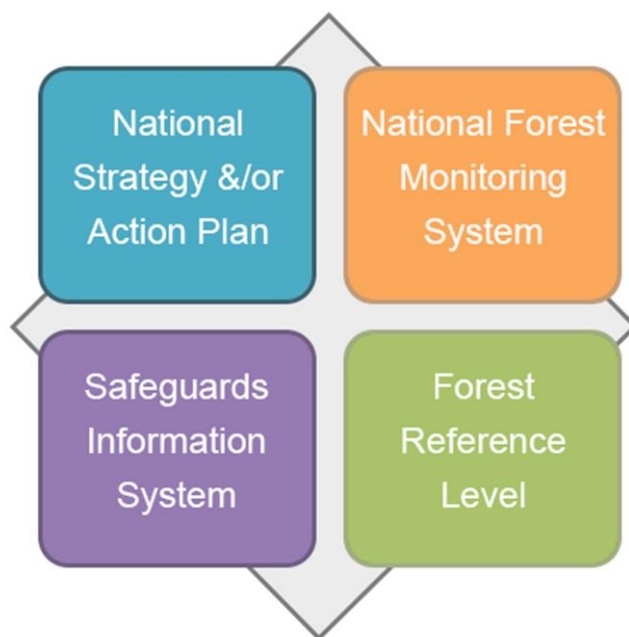 National
Strategy &/or
Action Plan
National Forest
Monitoring
System
Safeguards
Information
System
Forest
Reference
Level